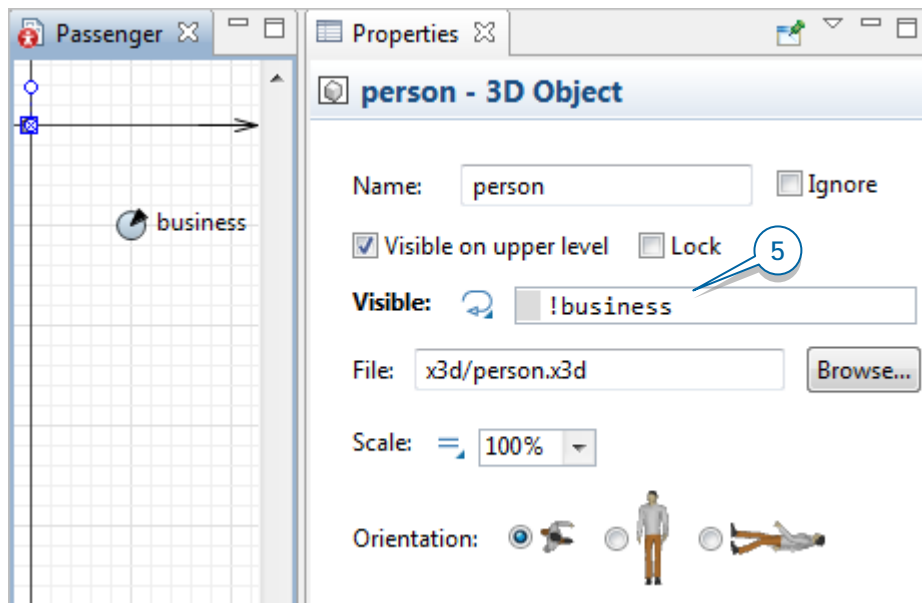 Passenger
business
Properties
person - 3D Object
Name: person Ignore
Visible on upper level Lock
5
Visible: !business
File: x3d/person.x3d Browse...
Scale: 100%
Orientation: